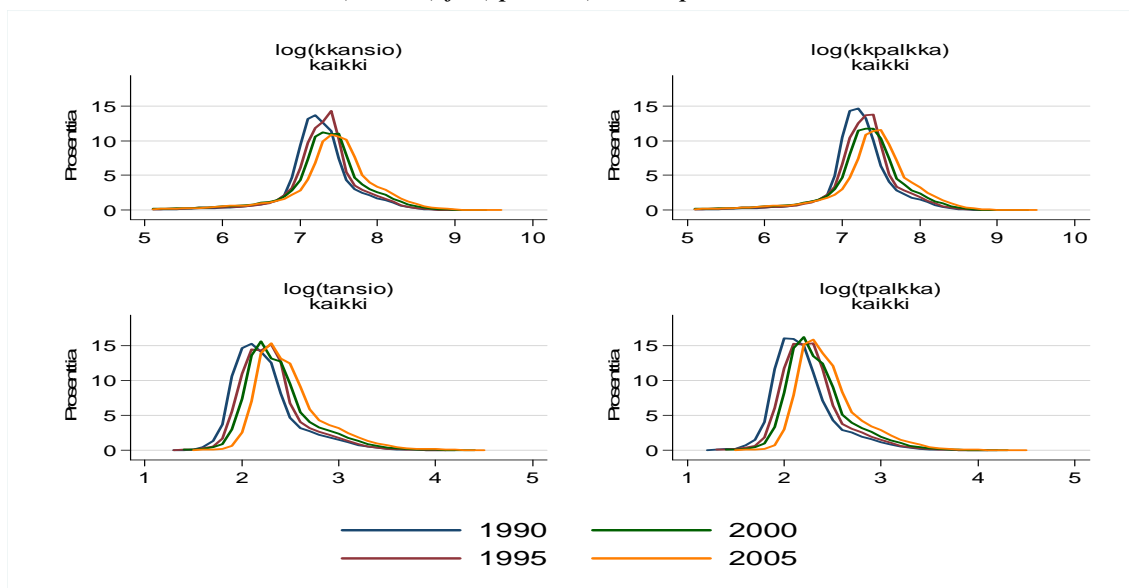 log(kkansio)
kaikki
Prosenttia
15
10
5
0
5 6 7 8 9 10
log(kkpalkka)
kaikki
Prosenttia
15
10
5
0
5 6 7 8 9 10
log(tansio)
kaikki
Prosenttia
15
10
5
0
1 2 3 4 5
log(tpalkka)
kaikki
Prosenttia
15
10
5
0
1 2 3 4 5
1990 2000
1995 2005